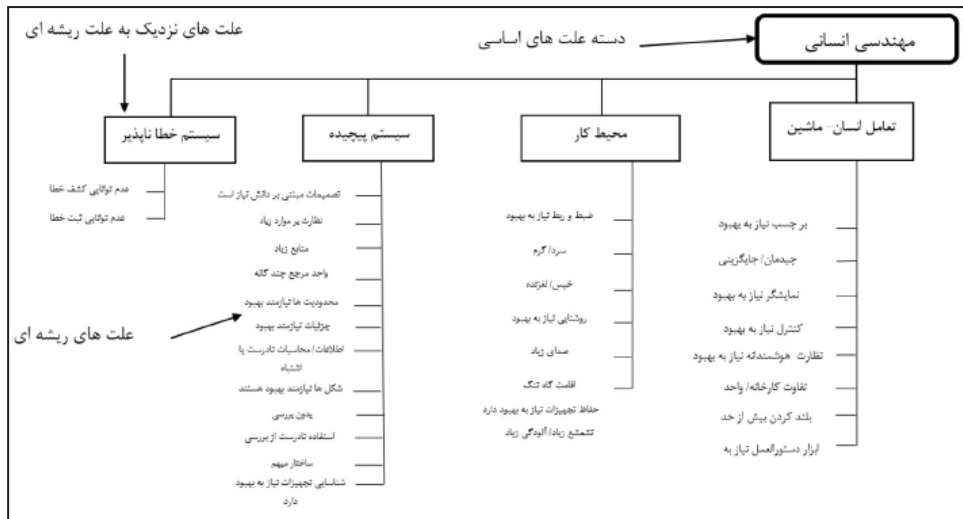 علت های نزدیک به علت ریشه ای
دسته علت های اساسی
مهندسی انسانی
تعامل انسان- ماشین
محیط کار
سیستم پیچیده
سیستم خطا ناپذیر
بر چسب نیاز به بهبود
چیدمان/ جایگزینی
نمایشگر نیاز به بهبود
کنترل نیاز به بهبود
نظارت هوشمندانه نیاز به بهبود
تفاوت کارخانه/ واحد
بلند کردن بیش از حد
ابزار دستورالعمل نیاز به
ضبط و ربط نیاز به بهبود
سرد/ گرم
خیس/ لغزنده
روشنایی نیاز به بهبود
صدای زیاد
اقامت گاه تنگ
حفاظ تجهیزات نیاز به بهبود دارد
تشعشع زیاد/ آلودگی زیاد
تصمیمات مبتنی بر دانش نیاز است
نظارت بر موارد زیاد
منابع زیاد
واحد مرجع چند گانه
محدودیت ها نیازمند بهبود
جزئیات نیازمند بهبود
اطلاعات/ محاسبات نادرست یا
اشتباه
شکل ها نیازمند بهبود هستند
بدون بررسی
استفاده نادرست از بررسی
ساختار مبهم
شناسایی تجهیزات نیاز به بهبود
دارد
عدم توانایی کشف خطا
عدم توانایی ثبت خطا
علت های ریشه ای